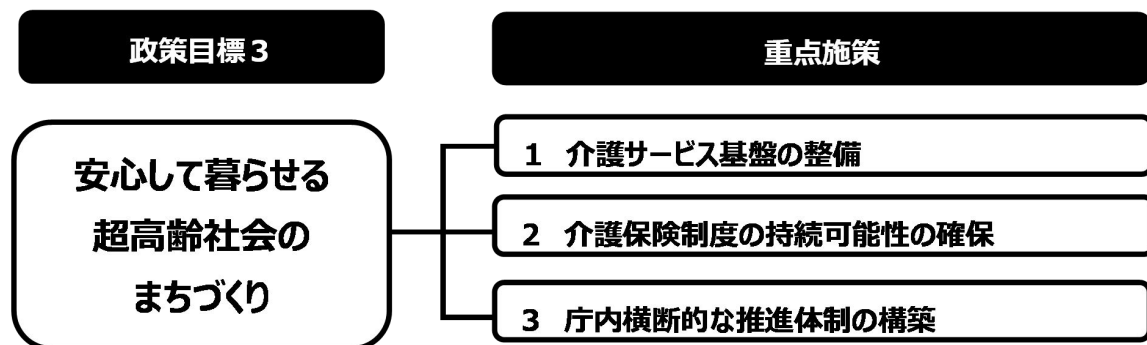 政策目標3
重点施策
安心して暮らせる
超高齢社会の
まちづくり
1 介護サービス基盤の整備
2 介護保険制度の持続可能性の確保
3 庁内横断的な推進体制の構築